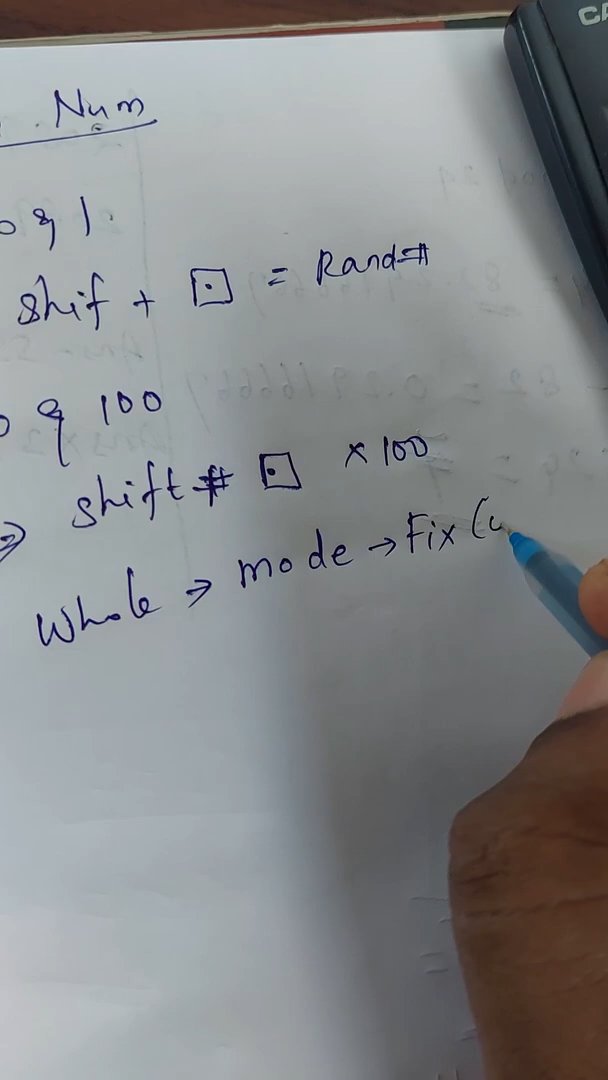 Num
0 & 1.
shif + ⊡ = Rand#
0 & 100
shift # ⊡ × 100
Whole → mode → Fix (